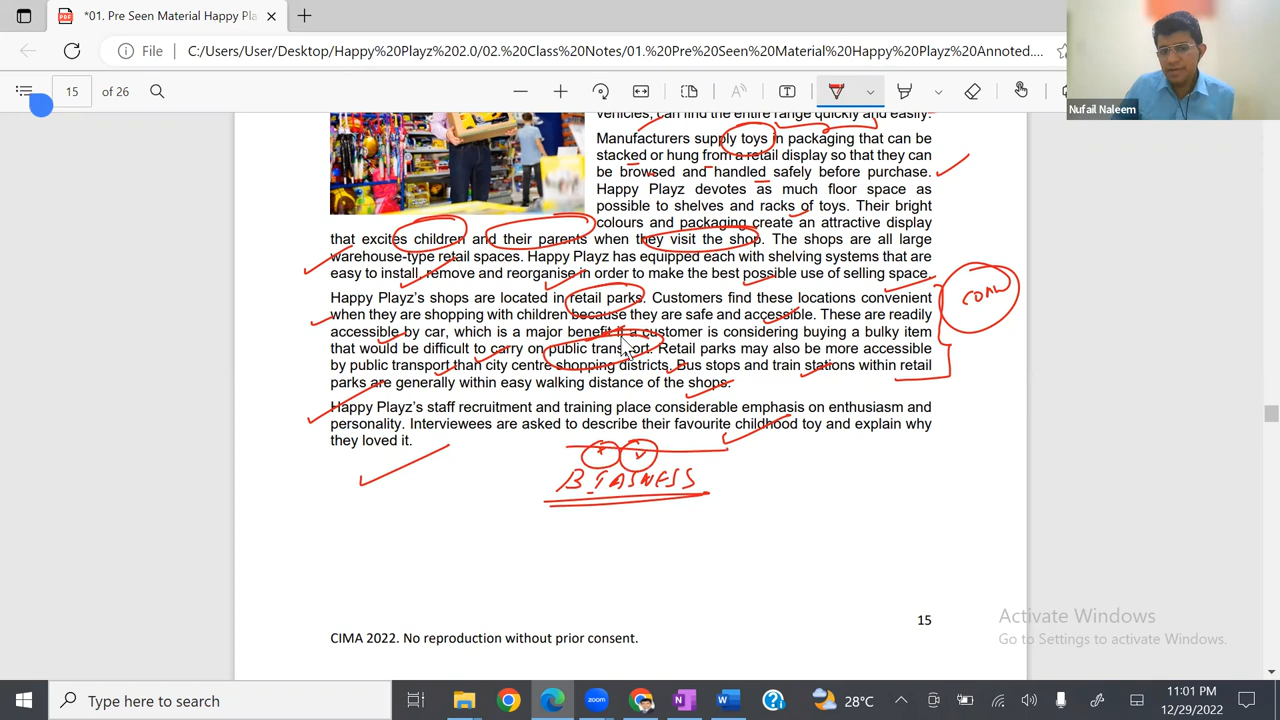 *01. Pre Seen Material Happy Pla
File
C:/Users/User/Desktop/Happy%20Playz%202.0/02.%20Class%20Notes/01.%20Pre%20Seen%20Material%20Happy%20Playz%20Annoted....
15 of 26
Nufail Naleem
vehicles, can find the entire range quickly and easily.
Manufacturers supply toys in packaging that can be
stacked or hung from a retail display so that they can
be browsed and handled safely before purchase.
Happy Playz devotes as much floor space as
possible to shelves and racks of toys. Their bright
colours and packaging create an attractive display
that excites children and their parents when they visit the shop. The shops are all large
warehouse-type retail spaces. Happy Playz has equipped each with shelving systems that are
easy to install, remove and reorganise in order to make the best possible use of selling space.
Happy Playz's shops are located in retail parks. Customers find these locations convenient
when they are shopping with children because they are safe and accessible. These are readily
accessible by car, which is a major benefit if a customer is considering buying a bulky item
that would be difficult to carry on public transport. Retail parks may also be more accessible
by public transport than city centre shopping districts. Bus stops and train stations within retail
parks are generally within easy walking distance of the shops.
Happy Playz's staff recruitment and training place considerable emphasis on enthusiasm and
personality. Interviewees are asked to describe their favourite childhood toy and explain why
they loved it.
BIASNESS
15
CIMA 2022. No reproduction without prior consent.
Activate Windows
Go to Settings to activate Windows.
Type here to search
28°C
11:01 PM
12/29/2022